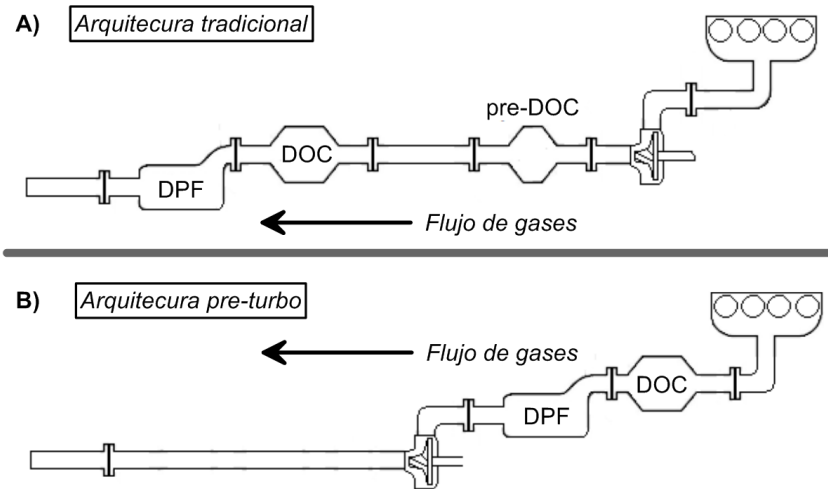 A) Arquitecura tradicional
pre-DOC
DOC
DPF
Flujo de gases
B) Arquitecura pre-turbo
Flujo de gases
DOC
DPF